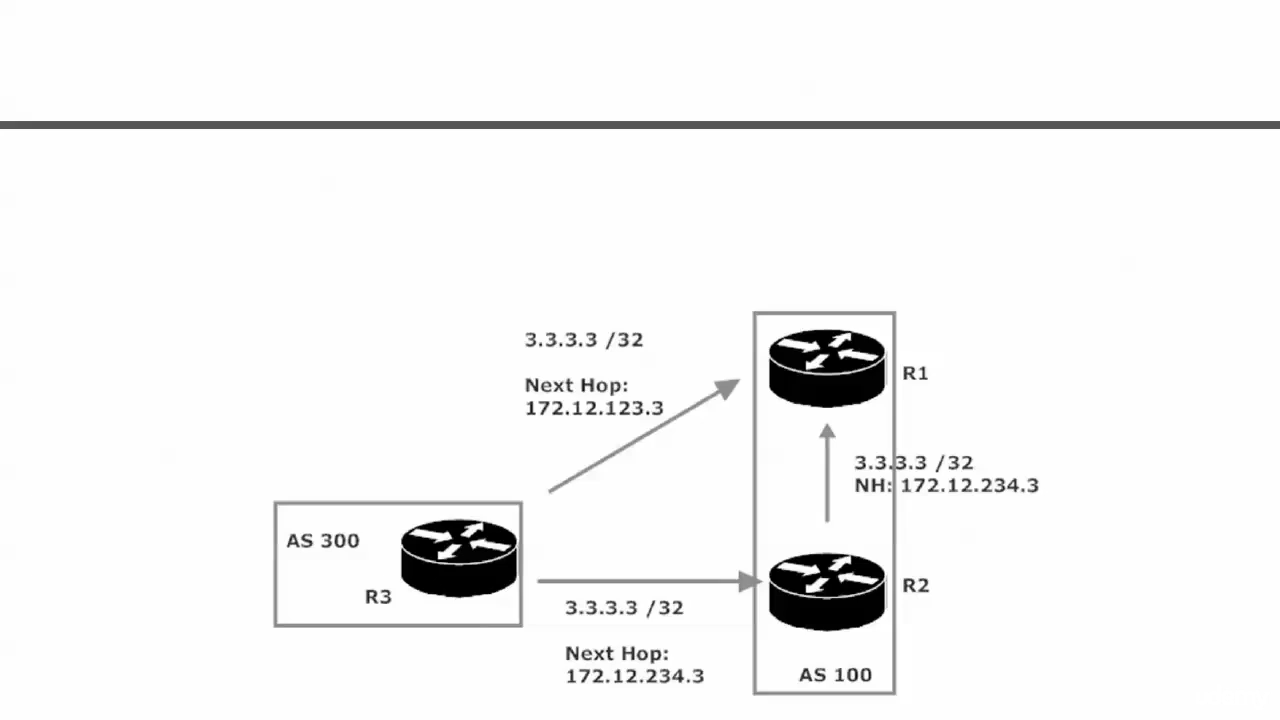 3.3.3.3 /32
Next Hop:
172.12.123.3
R1
3.3.3.3 /32
NH: 172.12.234.3
AS 300
R3
R2
3.3.3.3 /32
Next Hop:
172.12.234.3
AS 100